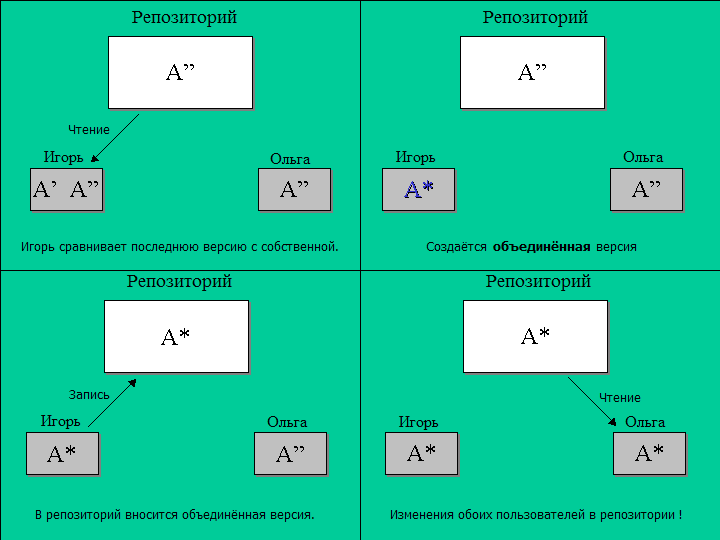 Репозиторий
A”
Чтение
Игорь
Ольга
A’ A”
A”
Игорь сравнивает последнюю версию с собственной.
Репозиторий
A”
Игорь
Ольга
A*
A”
Создаётся объединённая версия
Репозиторий
A*
Запись
Игорь
Ольга
A*
A”
В репозиторий вносится объединённая версия.
Репозиторий
A*
Чтение
Игорь
Ольга
A*
A*
Изменения обоих пользователей в репозитории !